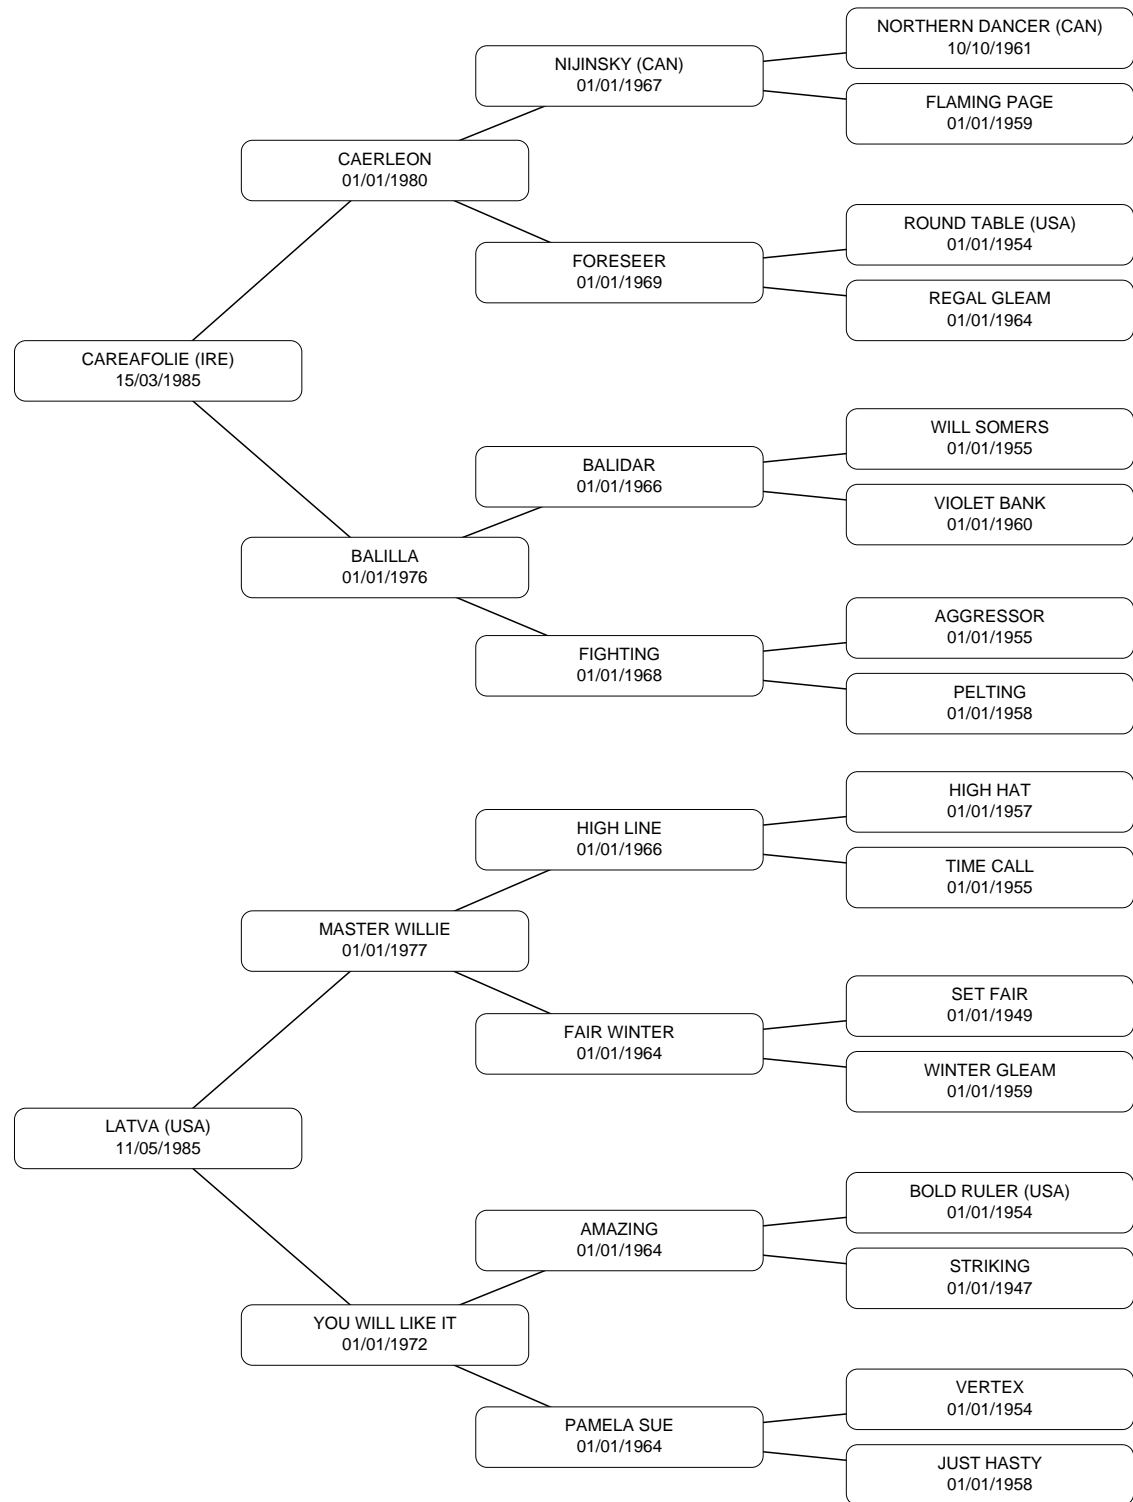 NORTHERN DANCER (CAN)
10/10/1961
NIJINSKY (CAN)
01/01/1967
FLAMING PAGE
01/01/1959
CAERLEON
01/01/1980
ROUND TABLE (USA)
01/01/1954
FORESEER
01/01/1969
REGAL GLEAM
01/01/1964
CAREAFOLIE (IRE)
15/03/1985
WILL SOMERS
01/01/1955
BALIDAR
01/01/1966
VIOLET BANK
01/01/1960
BALILLA
01/01/1976
AGGRESSOR
01/01/1955
FIGHTING
01/01/1968
PELTING
01/01/1958
HIGH HAT
01/01/1957
HIGH LINE
01/01/1966
TIME CALL
01/01/1955
MASTER WILLIE
01/01/1977
SET FAIR
01/01/1949
FAIR WINTER
01/01/1964
WINTER GLEAM
01/01/1959
LATVA (USA)
11/05/1985
BOLD RULER (USA)
01/01/1954
AMAZING
01/01/1964
STRIKING
01/01/1947
YOU WILL LIKE IT
01/01/1972
VERTEX
01/01/1954
PAMELA SUE
01/01/1964
JUST HASTY
01/01/1958